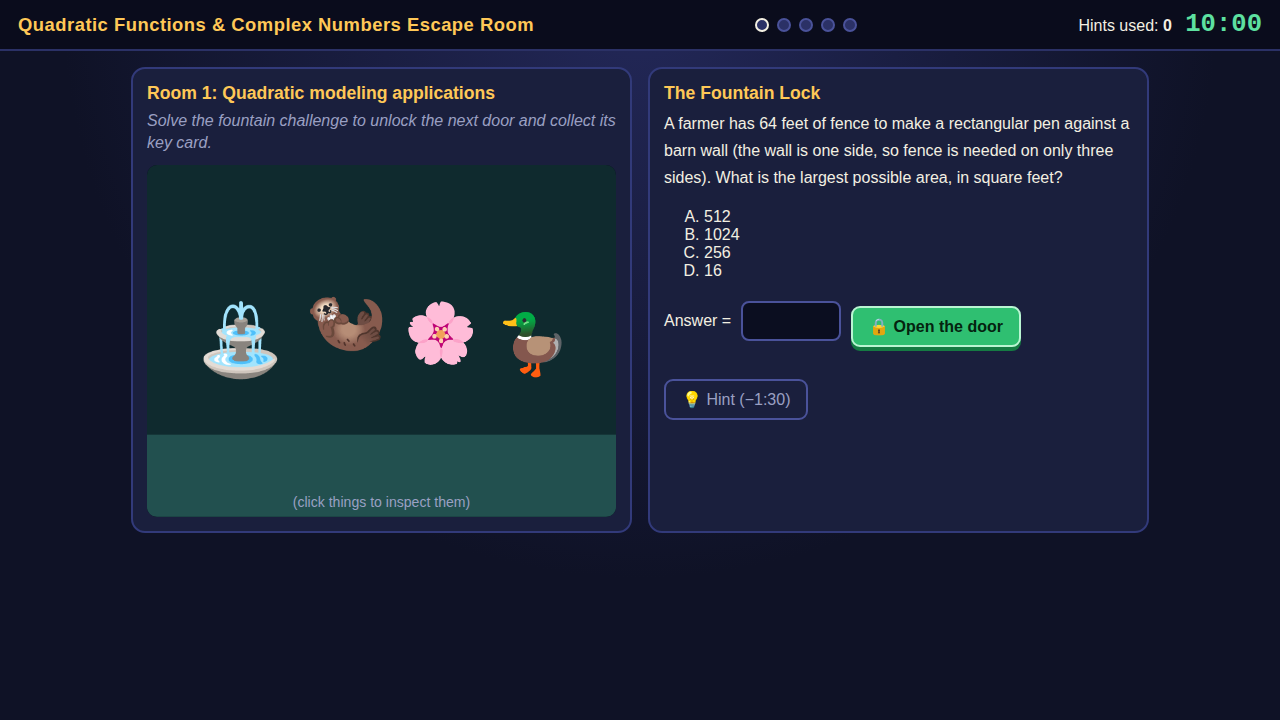 Quadratic Functions & Complex Numbers Escape Room
Hints used: 0 10:00
Room 1: Quadratic modeling applications
Solve the fountain challenge to unlock the next door and collect its
key card.
(click things to inspect them)
The Fountain Lock
A farmer has 64 feet of fence to make a rectangular pen against a
barn wall (the wall is one side, so fence is needed on only three
sides). What is the largest possible area, in square feet?
A. 512
B. 1024
C. 256
D. 16
Answer =
🔒 Open the door
💡 Hint (−1:30)